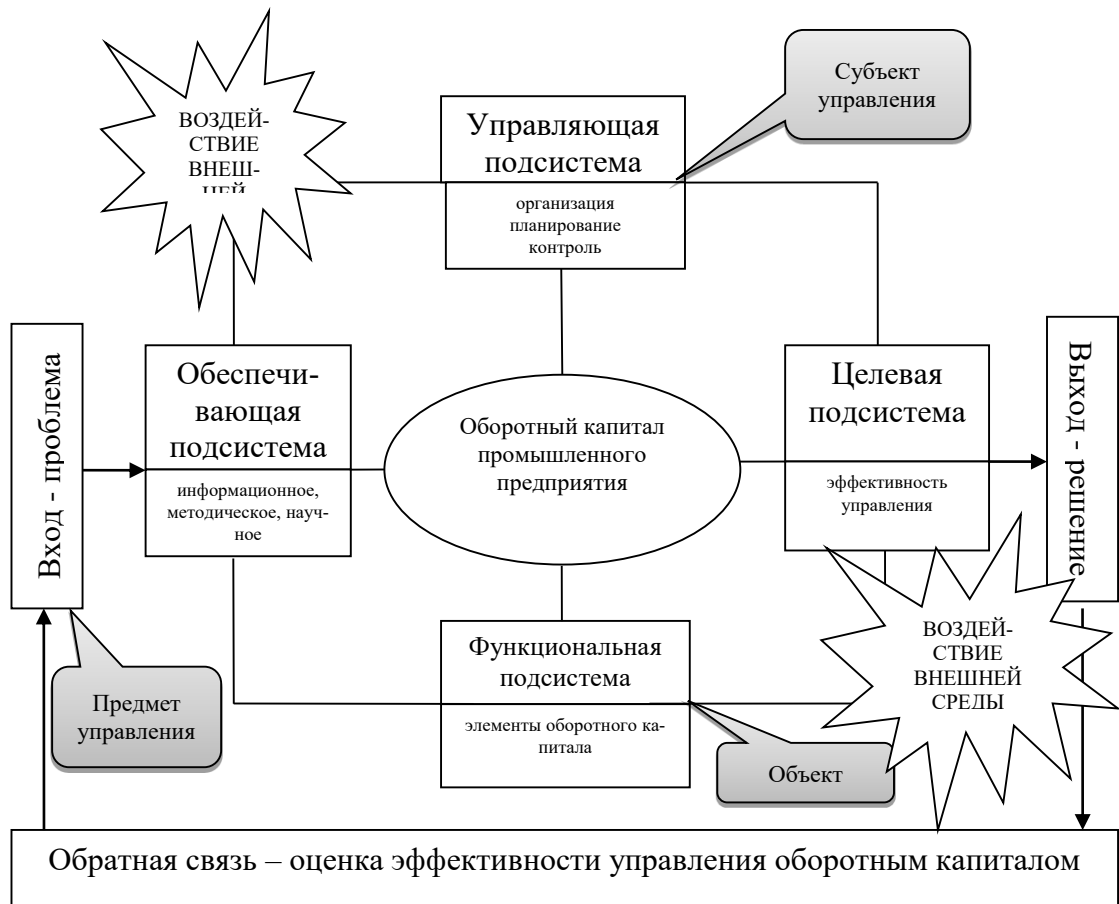 ВОЗДЕЙ-
СТВИЕ
ВНЕШ-
Субъект
управления
Управляющая
подсистема
организация
планирование
контроль
Вход - проблема
Обеспечи-
вающая
подсистема
информационное,
методическое, науч-
ное
Оборотный капитал
промышленного
предприятия
Целевая
подсистема
эффективность
управления
Выход - решение
Предмет
управления
Функциональная
подсистема
элементы оборотного ка-
питала
Объект
ВОЗДЕЙ-
СТВИЕ
ВНЕШНЕЙ
СРЕДЫ
Обратная связь – оценка эффективности управления оборотным капиталом